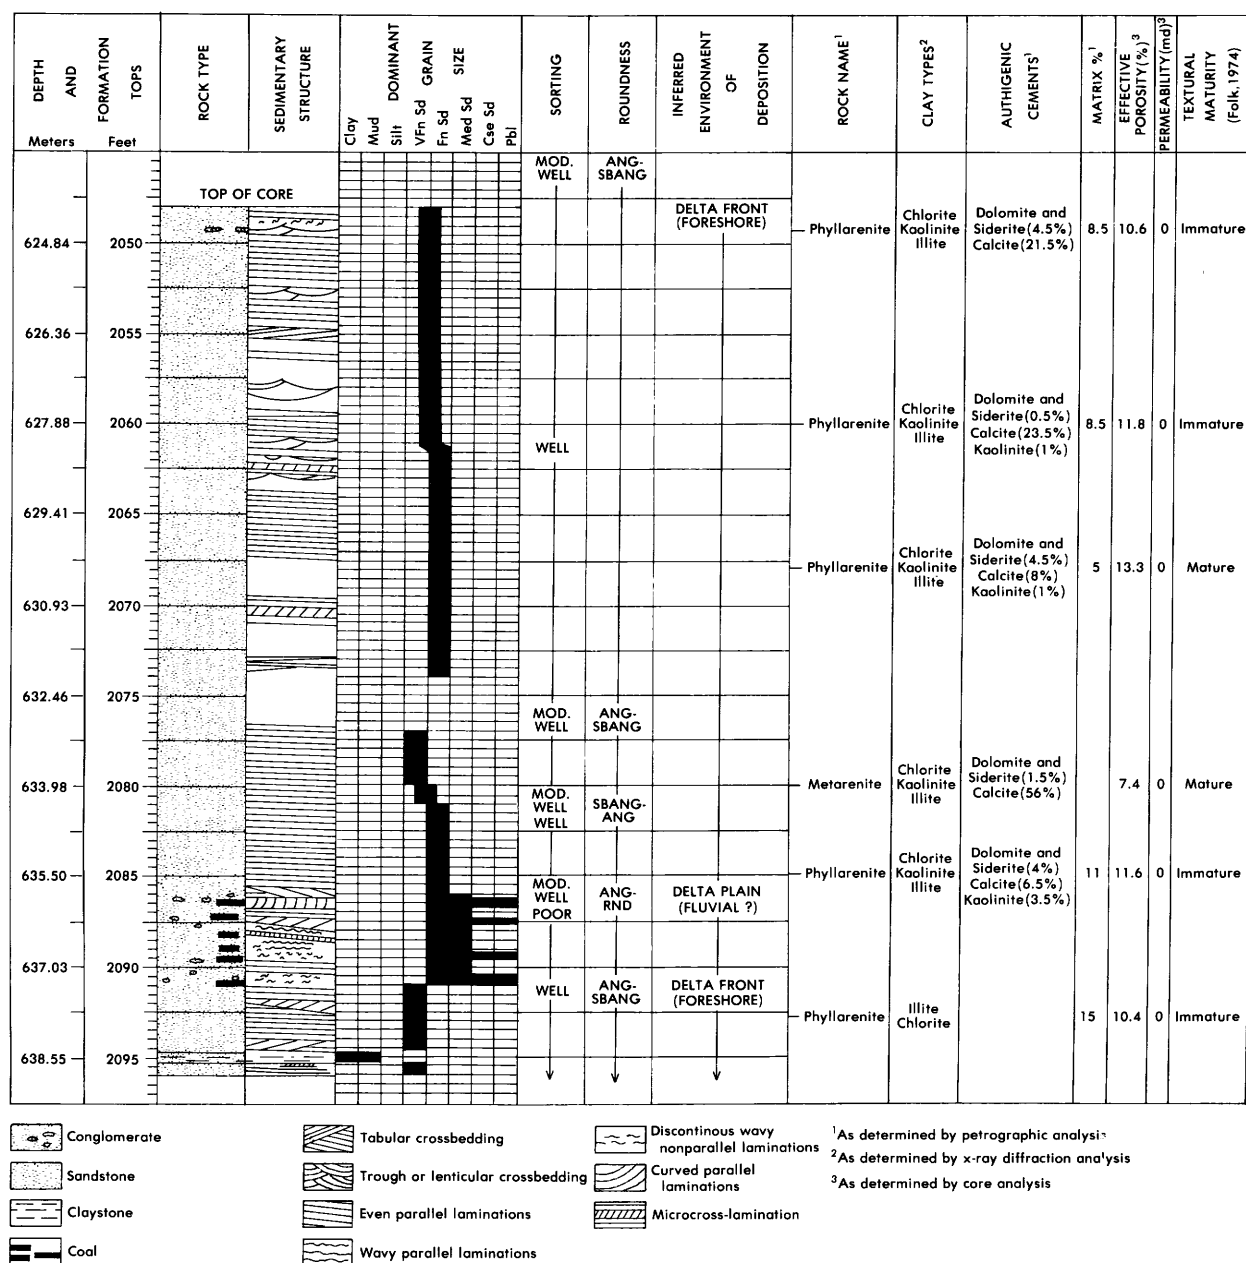 DEPTH AND FORMATION TOPS
Meters
Feet
ROCK TYPE
SEDIMENTARY STRUCTURE
DOMINANT GRAIN SIZE
Clay
Mud
Silt
VFn Sd
Fn Sd
Med Sd
Cse Sd
Pbl
SORTING
ROUNDNESS
INFERRED ENVIRONMENT OF DEPOSITION
ROCK NAME¹
CLAY TYPES²
AUTHIGENIC CEMENTS¹
MATRIX %¹
EFFECTIVE POROSITY(%)³
PERMEABILITY(md)³
TEXTURAL MATURITY (Folk, 1974)
TOP OF CORE
624.84 2050
626.36 2055
627.88 2060
629.41 2065
630.93 2070
632.46 2075
633.98 2080
635.50 2085
637.03 2090
638.55 2095
MOD.
WELL
WELL
MOD.
WELL
MOD.
WELL
WELL
MOD.
WELL
POOR
WELL
ANG-
SBANG
ANG-
SBANG
SBANG-
ANG
ANG-
RND
ANG-
SBANG
DELTA FRONT
(FORESHORE)
DELTA PLAIN
(FLUVIAL ?)
DELTA FRONT
(FORESHORE)
Phyllarenite
Chlorite
Kaolinite
Illite
Dolomite and
Siderite(4.5%)
Calcite(21.5%)
8.5 10.6 0 Immature
Phyllarenite
Chlorite
Kaolinite
Illite
Dolomite and
Siderite(0.5%)
Calcite(23.5%)
Kaolinite(1%)
8.5 11.8 0 Immature
Phyllarenite
Chlorite
Kaolinite
Illite
Dolomite and
Siderite(4.5%)
Calcite(8%)
Kaolinite(1%)
5 13.3 0 Mature
Metarenite
Chlorite
Kaolinite
Illite
Dolomite and
Siderite(1.5%)
Calcite(56%)
7.4 0 Mature
Phyllarenite
Chlorite
Kaolinite
Illite
Dolomite and
Siderite(4%)
Calcite(6.5%)
Kaolinite(3.5%)
11 11.6 0 Immature
Phyllarenite
Illite
Chlorite
15 10.4 0 Immature
Conglomerate
Sandstone
Claystone
Coal
Tabular crossbedding
Trough or lenticular crossbedding
Even parallel laminations
Wavy parallel laminations
Discontinous wavy
nonparallel laminations
Curved parallel
laminations
Microcross-lamination
¹As determined by petrographic analysis
²As determined by x-ray diffraction analysis
³As determined by core analysis